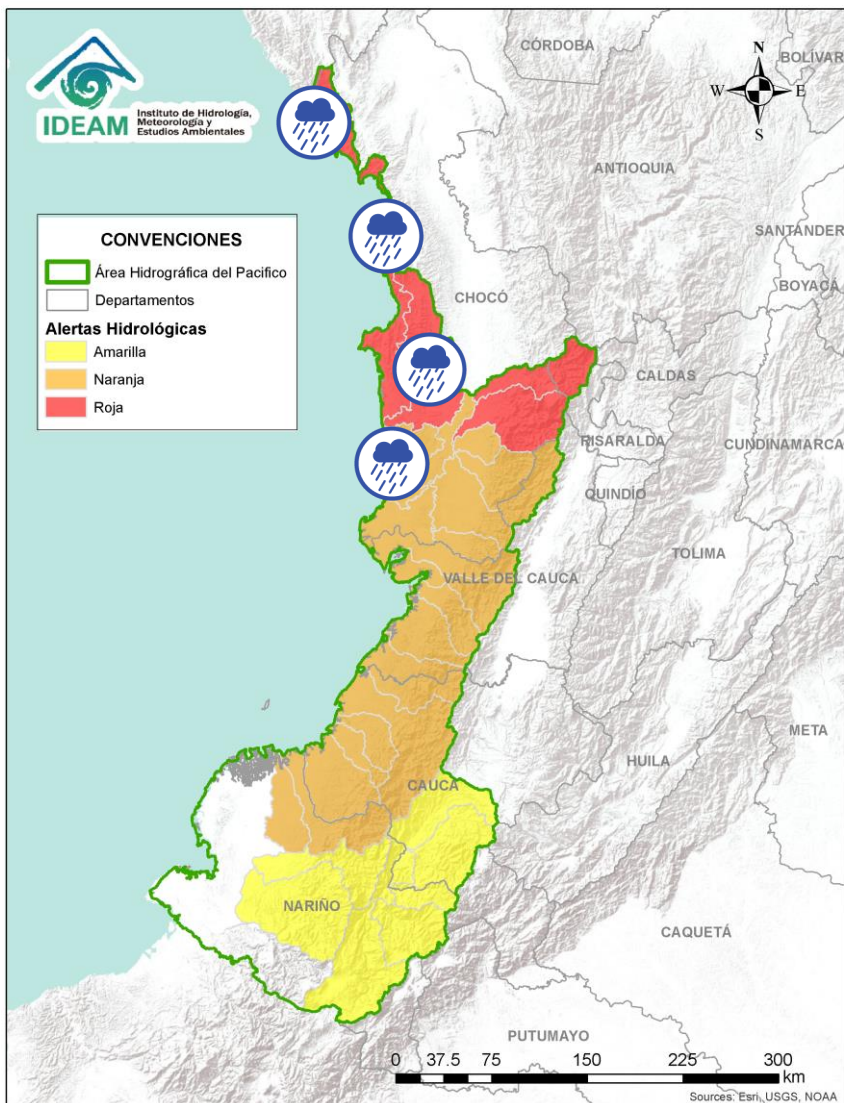 IDEAM
Instituto de Hidrología,
Meteorología y
Estudios Ambientales
CÓRDOBA
BOLÍVAR
N
W
E
S
ANTIOQUIA
SANTANDER
BOYACÁ
CONVENCIONES
Área Hidrográfica del Pacifico
Departamentos
Alertas Hidrológicas
Amarilla
Naranja
Roja
CHOCÓ
CALDAS
RISARALDA
CUNDINAMARCA
QUINDÍO
TOLIMA
VALLE DEL CAUCA
META
HUILA
CAUCA
NARIÑO
CAQUETÁ
PUTUMAYO
0 37.5 75 150 225 300
km
Sources: Esri, USGS, NOAA